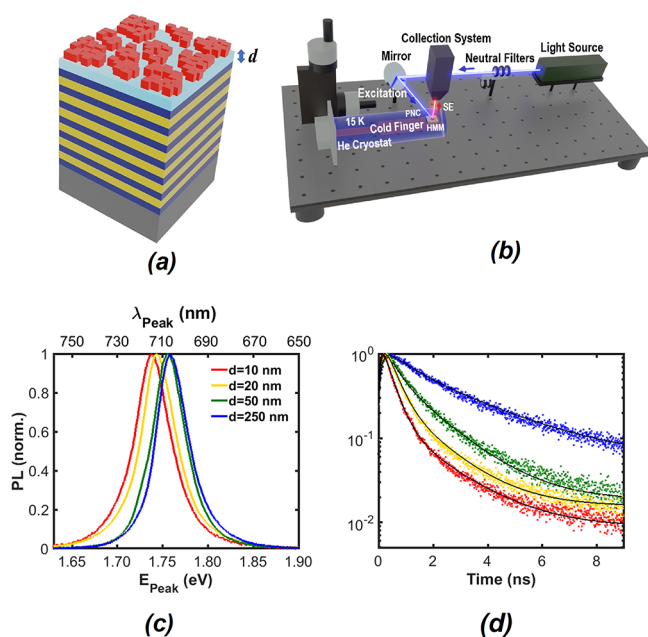 d
(a)
Collection System
Mirror
Neutral Filters
Light Source
Excitation
PNC
SE
15 K
Cold Finger
HMM
He Cryostat
(b)
λPeak (nm)
750 730 710 690 670 650
PL (norm.)
1
0.8
0.6
0.4
0.2
0
d=10 nm
d=20 nm
d=50 nm
d=250 nm
1.65 1.70 1.75 1.80 1.85 1.90
EPeak (eV)
(c)
10⁰
10⁻¹
10⁻²
0 2 4 6 8
Time (ns)
(d)